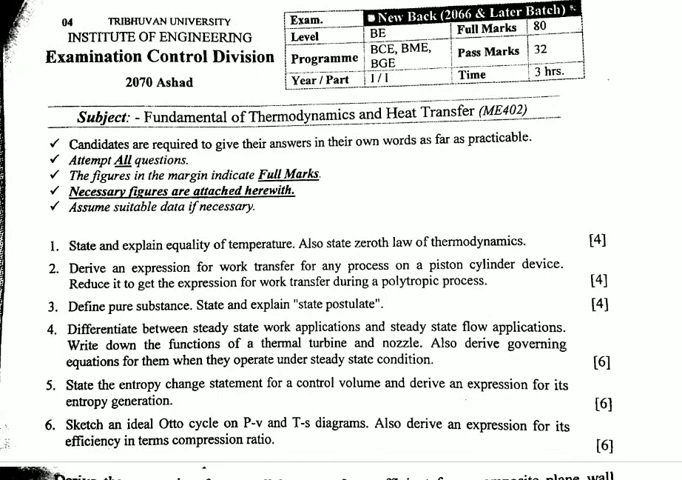 04 TRIBHUVAN UNIVERSITY
INSTITUTE OF ENGINEERING
Examination Control Division
2070 Ashad
Exam. New Back (2066 & Later Batch)
Level BE Full Marks 80
Programme BCE, BME, BGE Pass Marks 32
Year / Part I / I Time 3 hrs.
Subject: - Fundamental of Thermodynamics and Heat Transfer (ME402)
✓ Candidates are required to give their answers in their own words as far as practicable.
✓ Attempt All questions.
✓ The figures in the margin indicate Full Marks.
✓ Necessary figures are attached herewith.
✓ Assume suitable data if necessary.
1. State and explain equality of temperature. Also state zeroth law of thermodynamics. [4]
2. Derive an expression for work transfer for any process on a piston cylinder device.
Reduce it to get the expression for work transfer during a polytropic process. [4]
3. Define pure substance. State and explain "state postulate". [4]
4. Differentiate between steady state work applications and steady state flow applications.
Write down the functions of a thermal turbine and nozzle. Also derive governing
equations for them when they operate under steady state condition. [6]
5. State the entropy change statement for a control volume and derive an expression for its
entropy generation. [6]
6. Sketch an ideal Otto cycle on P-v and T-s diagrams. Also derive an expression for its
efficiency in terms compression ratio. [6]
plane wall